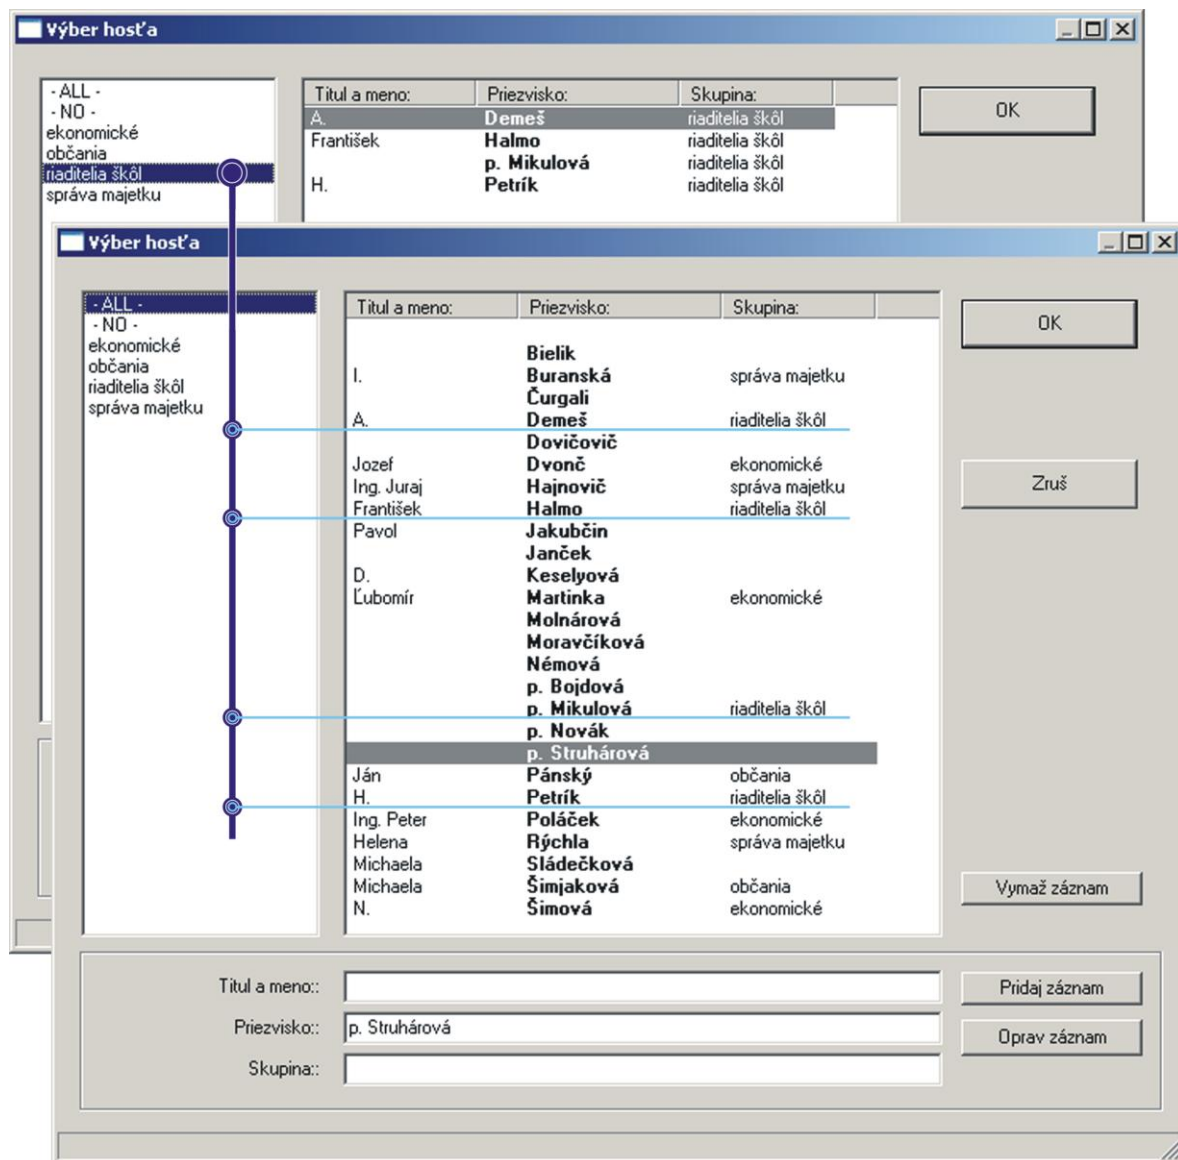 Výber hosťa
- ALL -
- NO -
ekonomické
občania
riaditelia škôl
správa majetku
Titul a meno: Priezvisko: Skupina:
A. Demeš riaditelia škôl
František Halmo riaditelia škôl
p. Mikulová riaditelia škôl
H. Petrík riaditelia škôl
OK
Výber hosťa
- ALL -
- NO -
ekonomické
občania
riaditelia škôl
správa majetku
Titul a meno: Priezvisko: Skupina:
Bielik
I. Buranská správa majetku
Čurgali
A. Demeš riaditelia škôl
Dovičovič
Jozef Dvonč ekonomické
Ing. Juraj Hajnovič správa majetku
František Halmo riaditelia škôl
Pavol Jakubčin
Janček
D. Keselyová
Ľubomír Martinka ekonomické
Molnárová
Moravčíková
Némová
p. Bojdová
p. Mikulová riaditelia škôl
p. Novák
p. Struhárová
Ján Pánský občania
H. Petrík riaditelia škôl
Ing. Peter Poláček ekonomické
Helena Rýchla správa majetku
Michaela Sládečková
Michaela Šimjaková občania
N. Šimová ekonomické
OK
Zruš
Vymaž záznam
Titul a meno::
Pridaj záznam
Priezvisko:: p. Struhárová
Oprav záznam
Skupina::